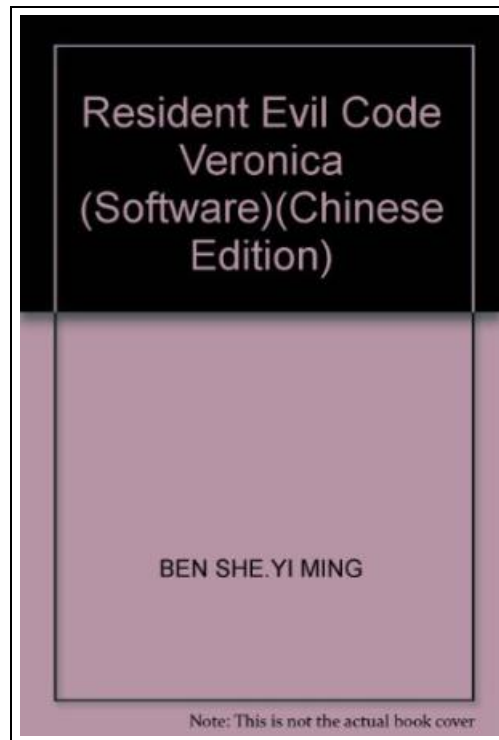 Resident Evil Code
Veronica
(Software)(Chinese
Edition)
BEN SHE.YI MING
Note: This is not the actual book cover